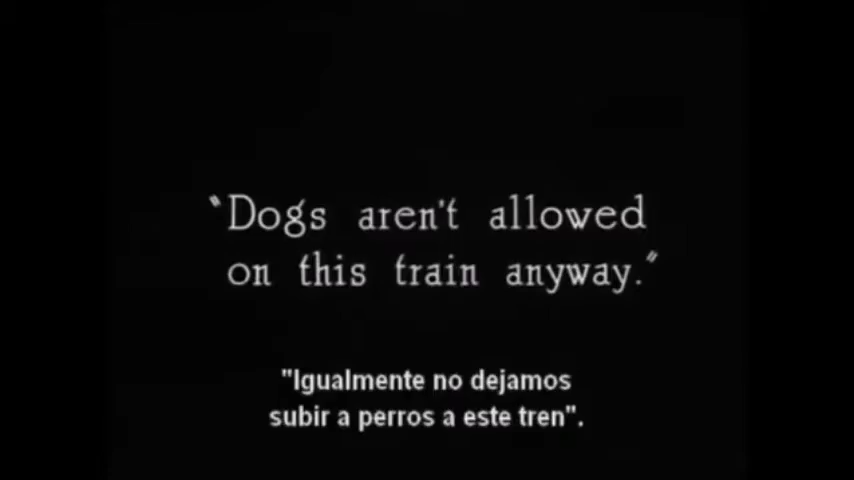 "Dogs aren't allowed
on this train anyway."
"Igualmente no dejamos
subir a perros a este tren".